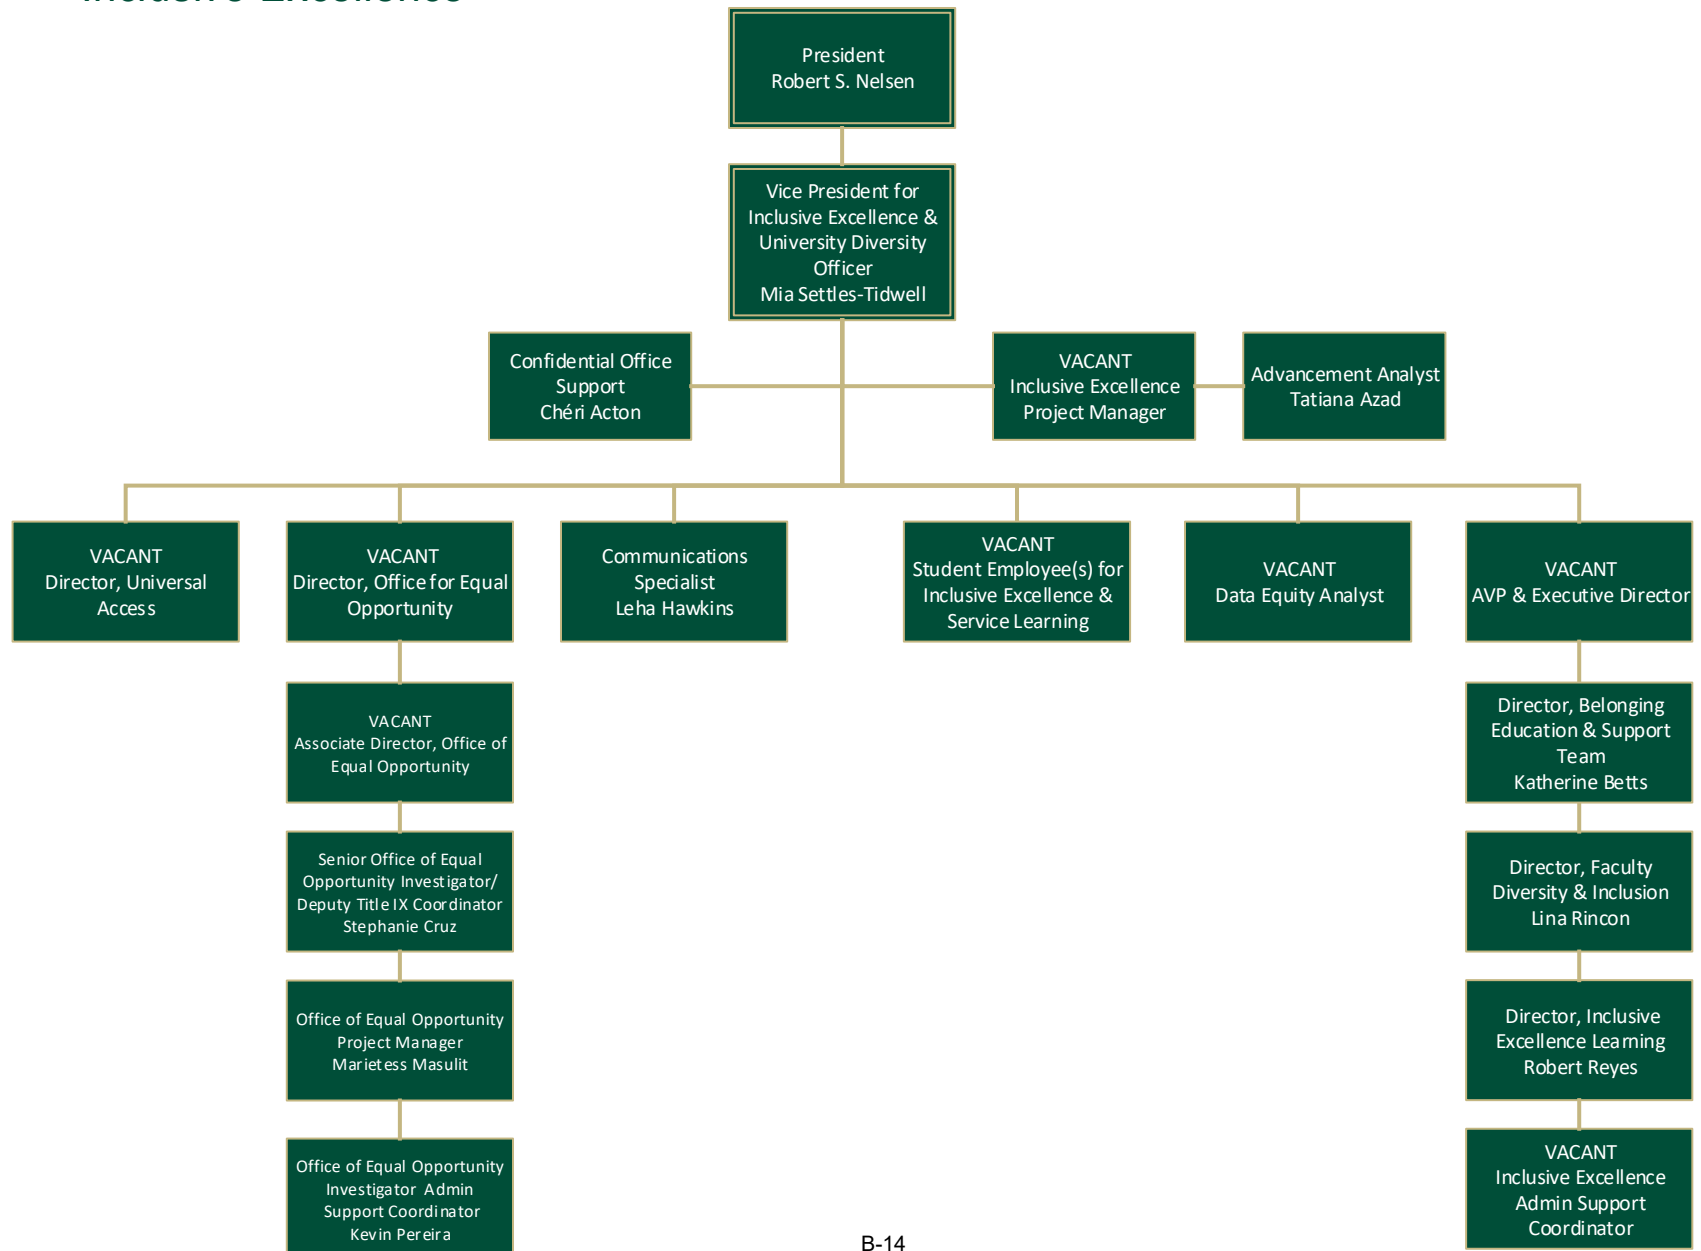 Inclusive Excellence
President
Robert S. Nelsen
Vice President for
Inclusive Excellence &
University Diversity
Officer
Mia Settles-Tidwell
Confidential Office
Support
Chéri Acton
VACANT
Inclusive Excellence
Project Manager
Advancement Analyst
Tatiana Azad
VACANT
Director, Universal
Access
VACANT
Director, Office for Equal
Opportunity
Communications
Specialist
Leha Hawkins
VACANT
Student Employee(s) for
Inclusive Excellence &
Service Learning
VACANT
Data Equity Analyst
VACANT
AVP & Executive Director
VACANT
Associate Director, Office of
Equal Opportunity
Director, Belonging
Education & Support
Team
Katherine Betts
Senior Office of Equal
Opportunity Investigator/
Deputy Title IX Coordinator
Stephanie Cruz
Director, Faculty
Diversity & Inclusion
Lina Rincon
Office of Equal Opportunity
Project Manager
Marietess Masulit
Director, Inclusive
Excellence Learning
Robert Reyes
Office of Equal Opportunity
Investigator Admin
Support Coordinator
Kevin Pereira
VACANT
Inclusive Excellence
Admin Support
Coordinator
B-14